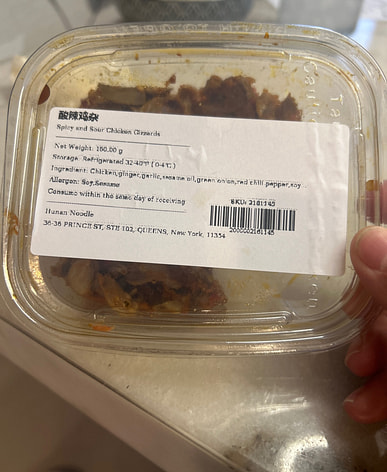 酸辣鸡杂
Spicy and Sour Chicken Gizzards
Net Weight: 180.00 g
Storage: Refrigerated 32-40°F ( 0-4°C )
Ingredient: Chicken,ginger,garlic,sesame oil,green onion,red chili pepper,soy...
Allergen: Soy,Sesame
Consume within the same day of receiving
SKU: 2161145
2000002161145
Hunan Noodle
36-36 PRINCE ST, STE 102, QUEENS, New York, 11354